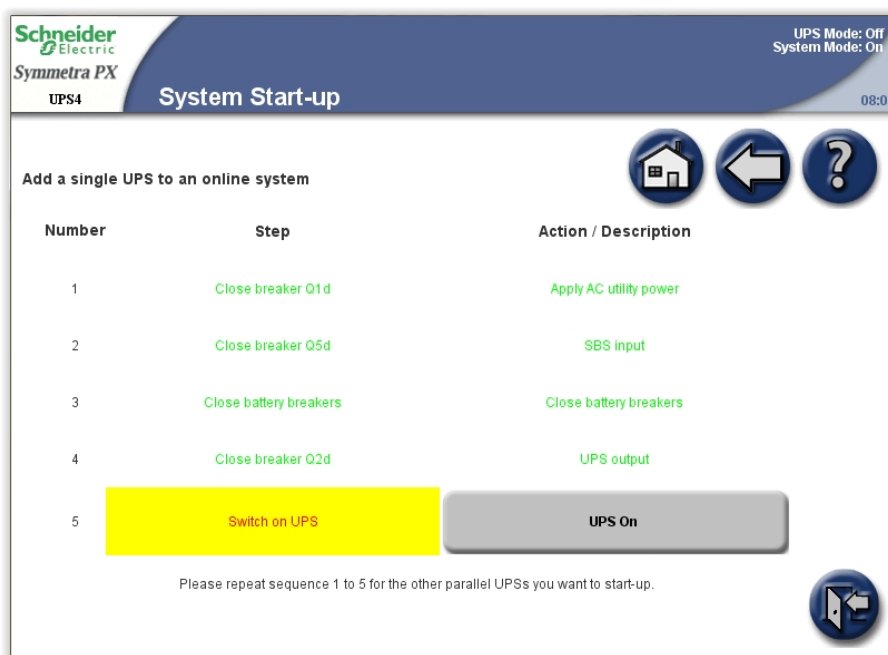 Schneider
Electric
Symmetra PX
UPS4
System Start-up
UPS Mode: Off
System Mode: On
08:0
Add a single UPS to an online system
Number Step Action / Description
1 Close breaker Q1d Apply AC utility power
2 Close breaker Q5d SBS input
3 Close battery breakers Close battery breakers
4 Close breaker Q2d UPS output
5 Switch on UPS UPS On
Please repeat sequence 1 to 5 for the other parallel UPSs you want to start-up.